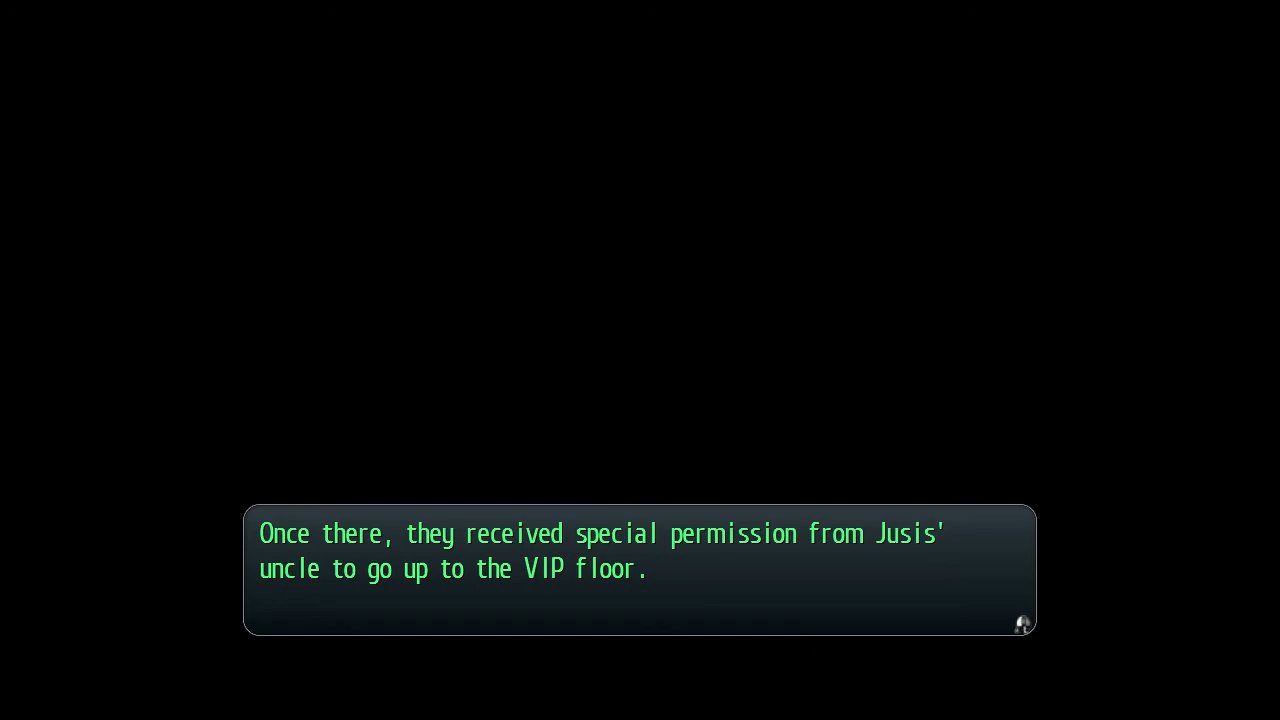 Once there, they received special permission from Jusis'
uncle to go up to the VIP floor.